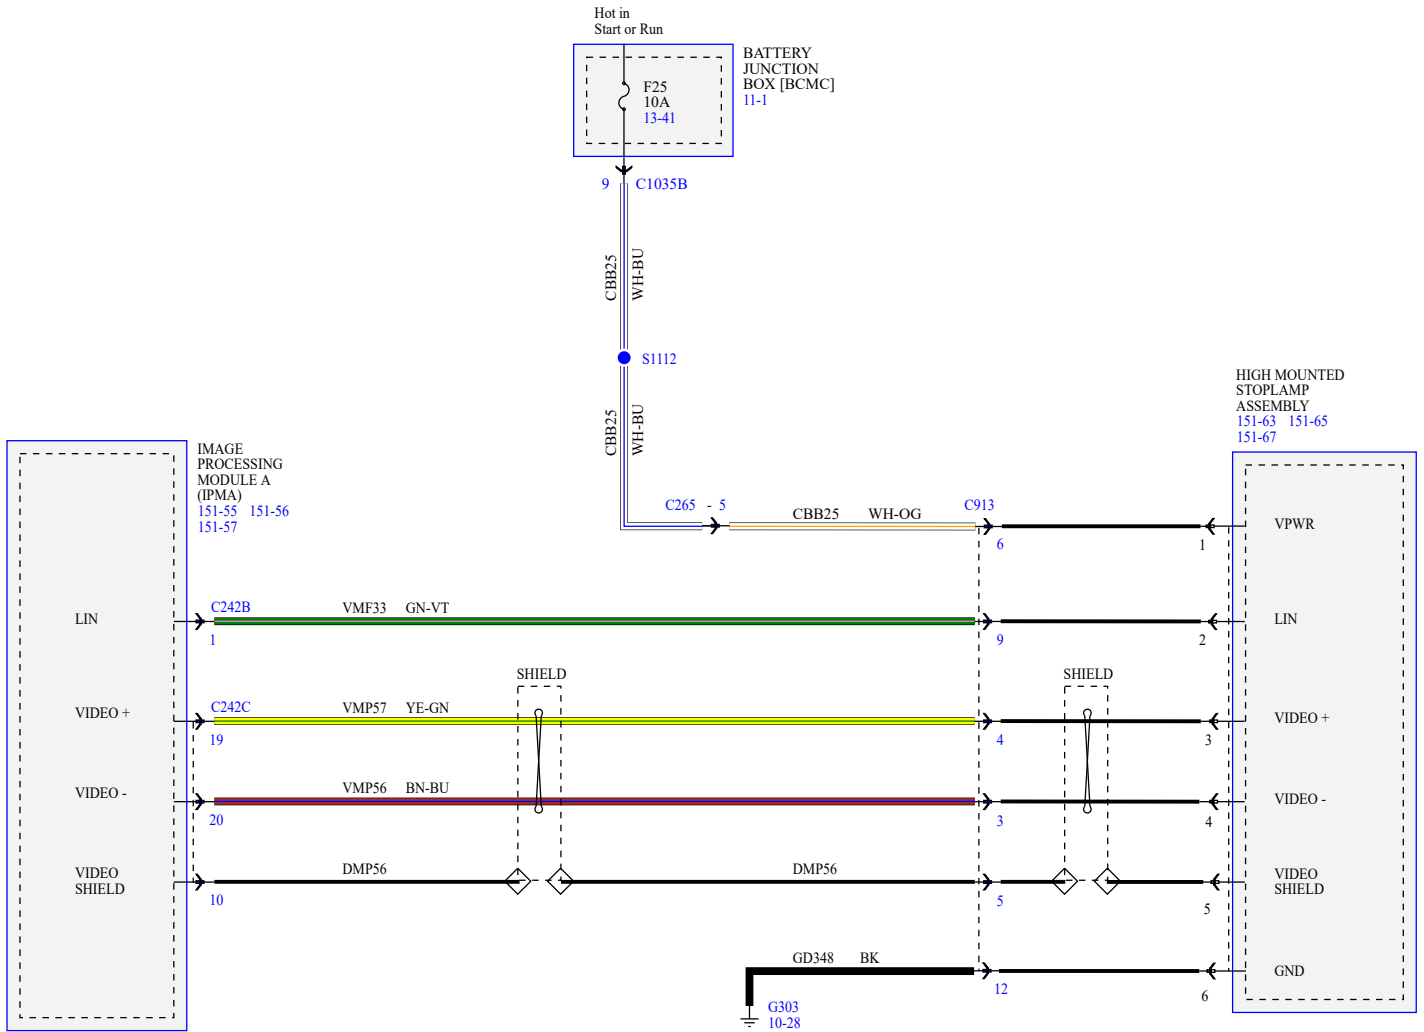 Hot in
Start or Run
BATTERY
JUNCTION
BOX [BCMC]
11-1
F25
10A
13-41
9 C1035B
CBB25
WH-BU
S1112
CBB25
WH-BU
HIGH MOUNTED
STOPLAMP
ASSEMBLY
151-63 151-65
151-67
IMAGE
PROCESSING
MODULE A
(IPMA)
151-55 151-56
151-57
C265 - 5
CBB25 WH-OG
C913
6
1
VPWR
LIN
C242B
1
VMF33 GN-VT
9
2
LIN
SHIELD
SHIELD
VIDEO +
C242C
19
VMP57 YE-GN
4
3
VIDEO +
VIDEO -
20
VMP56 BN-BU
3
4
VIDEO -
VIDEO
SHIELD
10
DMP56
DMP56
5
5
VIDEO
SHIELD
GD348 BK
12
6
GND
G303
10-28